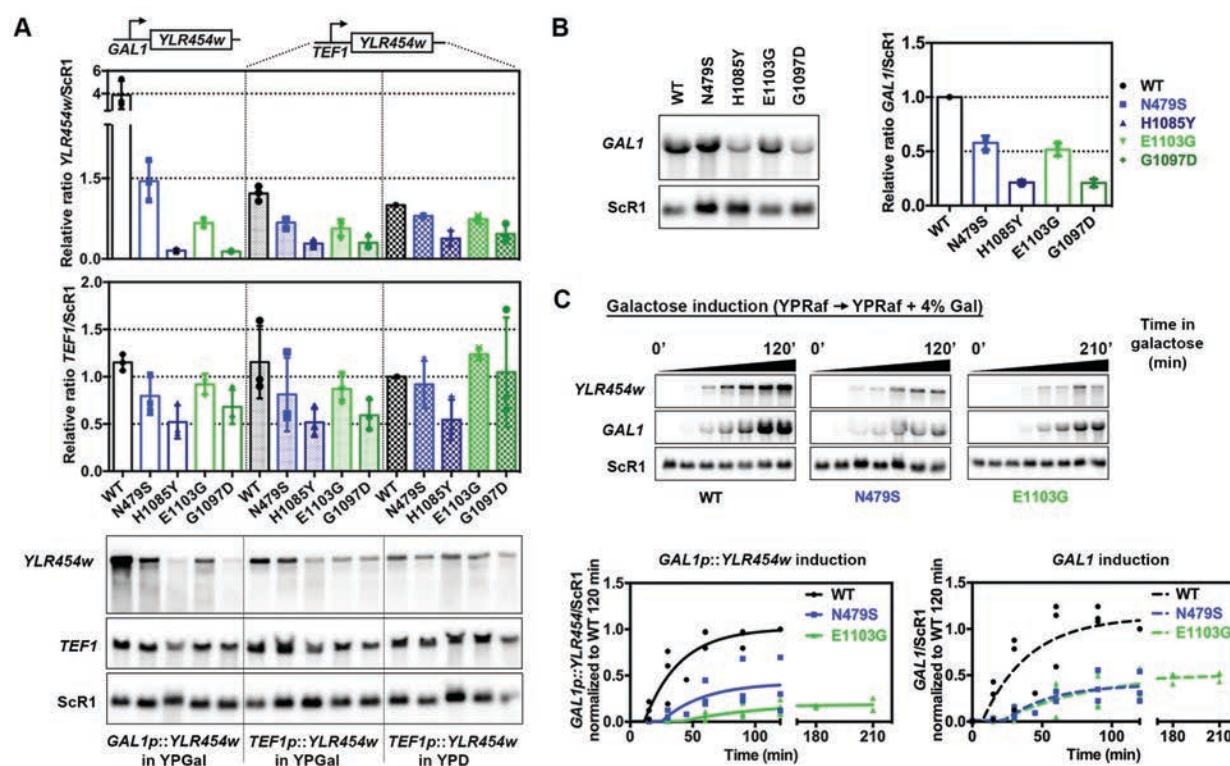 A
GAL1 YLR454w
TEF1 YLR454w
Relative ratio YLR454w/ScR1
6
4
1.5
0.0
Relative ratio TEF1/ScR1
2.0
1.5
1.0
0.5
0.0
WT N479S H1085Y E1103G G1097D WT N479S H1085Y E1103G G1097D WT N479S H1085Y E1103G G1097D
YLR454w
TEF1
ScR1
GAL1p::YLR454w TEF1p::YLR454w TEF1p::YLR454w
in YPGal in YPGal in YPD
B
WT N479S H1085Y E1103G G1097D
GAL1
ScR1
Relative ratio GAL1/ScR1
1.5
1.0
0.5
0.0
WT N479S H1085Y E1103G G1097D
WT
N479S
H1085Y
E1103G
G1097D
C
Galactose induction (YPRaf → YPRaf + 4% Gal)
Time in
galactose
(min)
0' 120' 0' 120' 0' 210'
YLR454w
GAL1
ScR1
WT N479S E1103G
GAL1p::YLR454w induction
GAL1p::YLR454/ScR1
normalized to WT 120 min
WT
N479S
E1103G
1.5
1.0
0.5
0.0
0 50 100 180 210
Time (min)
GAL1 induction
GAL1/ScR1
normalized to WT 120 min
WT
N479S
E1103G
1.5
1.0
0.5
0.0
0 50 100 180 210
Time (min)